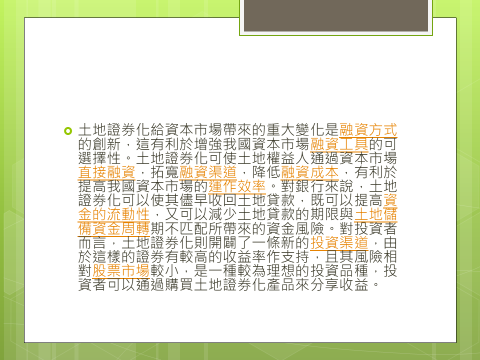 土地證券化給資本市場帶來的重大變化是融資方式
的創新，這有利於增強我國資本市場融資工具的可
選擇性。土地證券化可使土地權益人通過資本市場
直接融資，拓寬融資渠道，降低融資成本，有利於
提高我國資本市場的運作效率。對銀行來說，土地
證券化可以使其儘早收回土地貸款，既可以提高資
金的流動性，又可以減少土地貸款的期限與土地儲
備資金周轉期不匹配所帶來的資金風險。對投資者
而言，土地證券化則開闢了一條新的投資渠道，由
於這樣的證券有較高的收益率作支持，且其風險相
對股票市場較小，是一種較為理想的投資品種，投
資者可以通過購買土地證券化產品來分享收益。